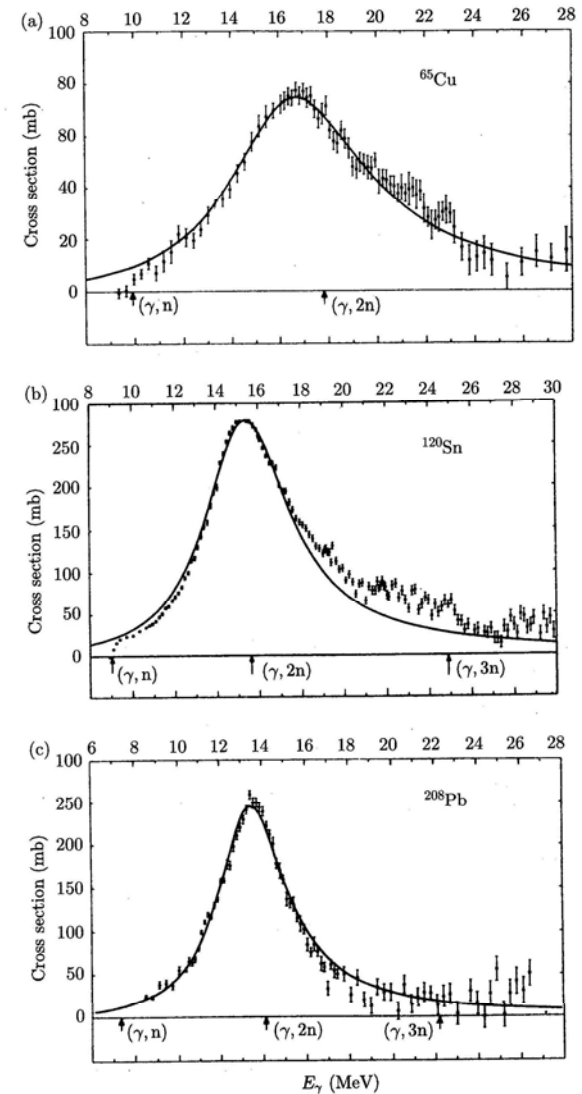 (a) 8 10 12 14 16 18 20 22 24 26 28
100
⁶⁵Cu
80
80
Cross section (mb)
40
20
0
(γ, n) (γ, 2n)
(b) 8 10 12 14 16 18 20 22 24 26 28 30
100
¹²⁰Sn
250
200
Cross section (mb)
150
100
50
0
(γ, n) (γ, 2n) (γ, 3n)
(c) 6 8 10 12 14 16 18 20 22 24 26 28
100
²⁰⁸Pb
250
200
Cross section (mb)
150
100
50
0
(γ, n) (γ, 2n) (γ, 3n)
E_γ (MeV)